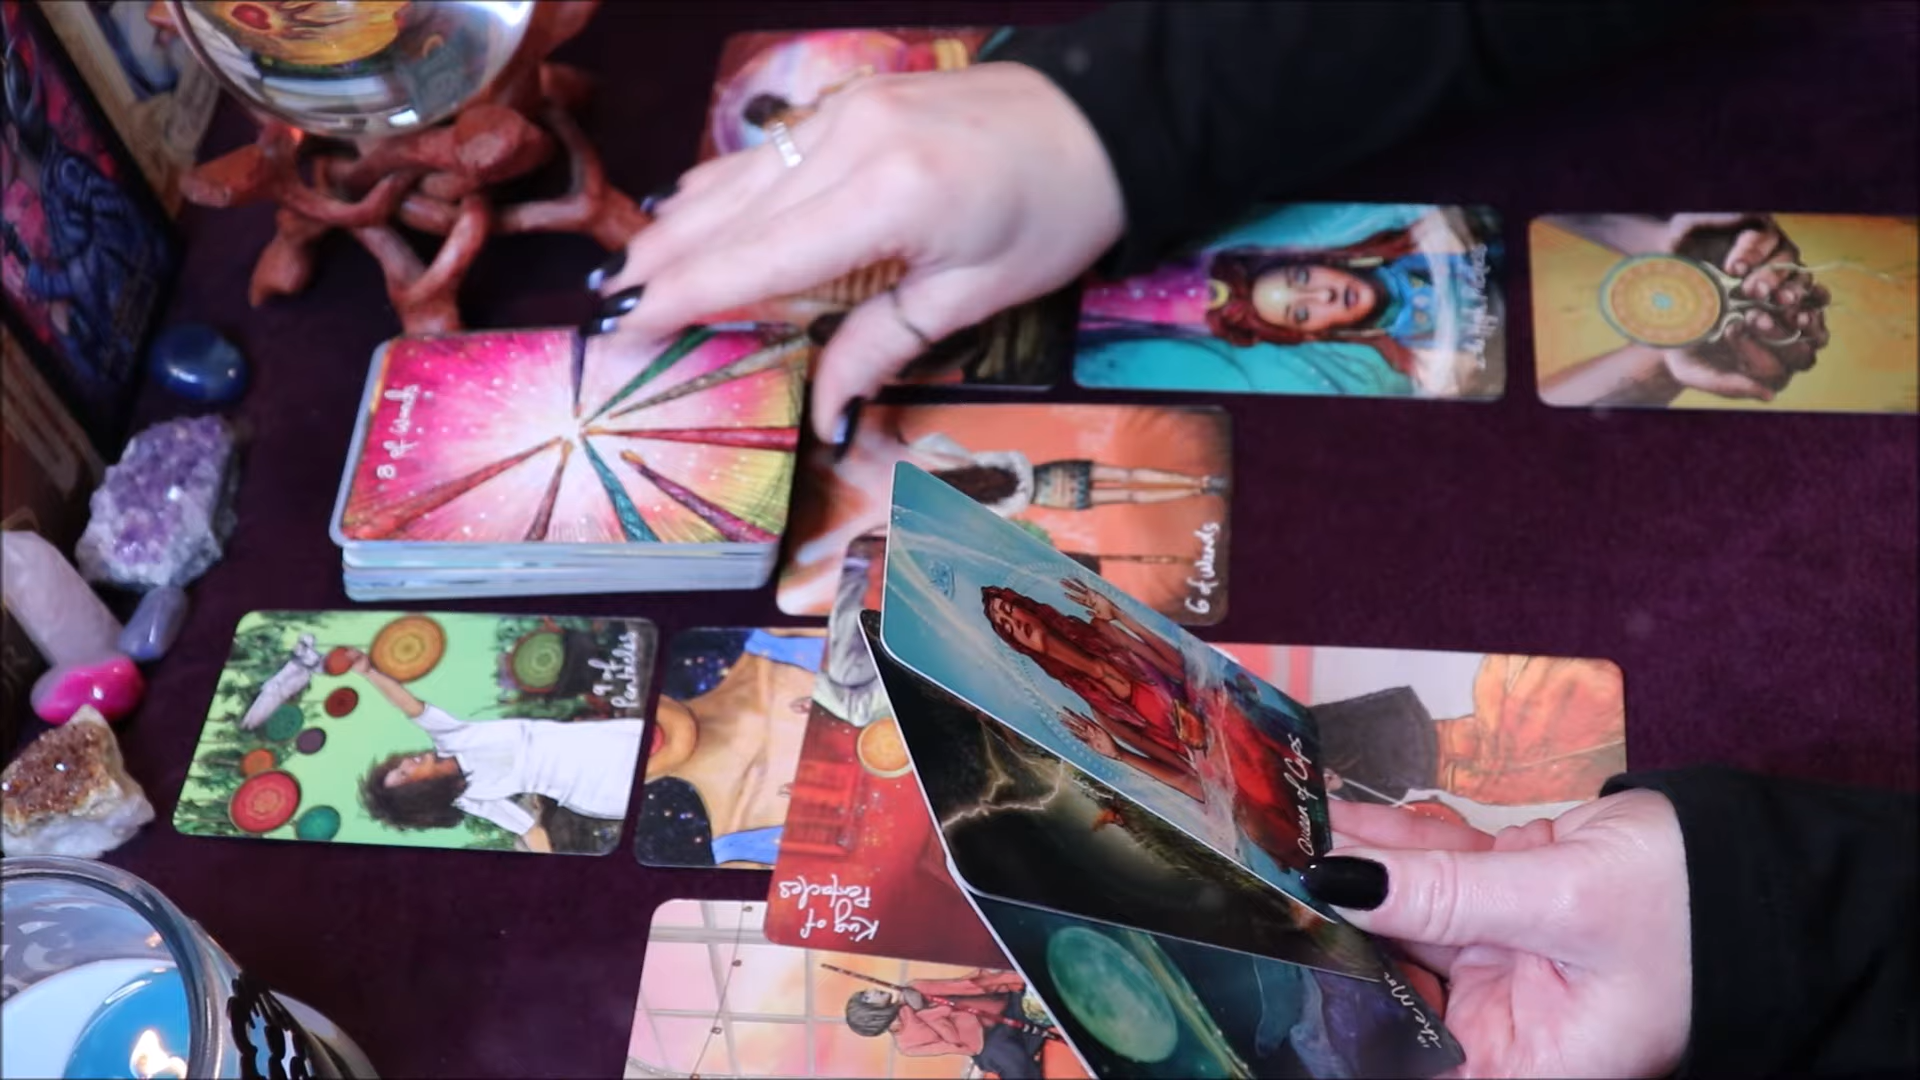 8 of wands
6 of wands
9 of
Pentacles
Queen of Cups
King of
Pentacles
the Moon